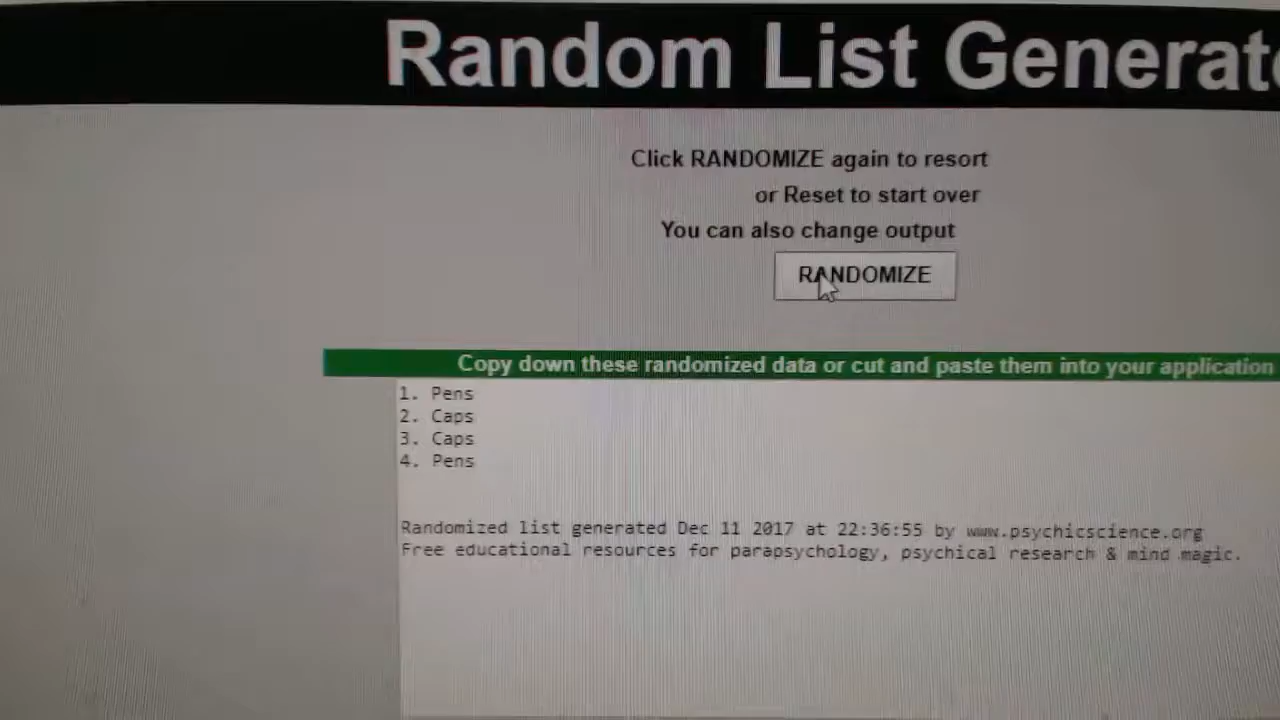 Random List Generat
Click RANDOMIZE again to resort
or Reset to start over
You can also change output
RANDOMIZE
Copy down these randomized data or cut and paste them into your application
1. Pens
2. Caps
3. Caps
4. Pens
Randomized list generated Dec 11 2017 at 22:36:55 by www.psychicscience.org
Free educational resources for parapsychology, psychical research & mind magic.